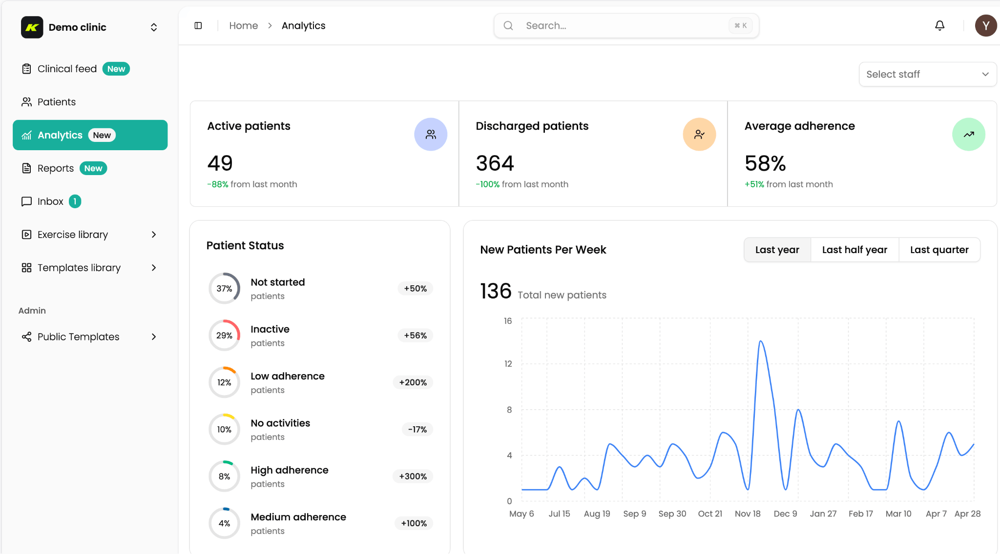 Demo clinic
Clinical feed New
Patients
Analytics New
Reports New
Inbox 1
Exercise library
Templates library
Admin
Public Templates
Home > Analytics
Search...
⌘ K
Y
Select staff
Active patients
49
-88% from last month
Discharged patients
364
-100% from last month
Average adherence
58%
+51% from last month
Patient Status
37% Not started +50%
patients
29% Inactive +56%
patients
12% Low adherence +200%
patients
10% No activities -17%
patients
8% High adherence +300%
patients
4% Medium adherence +100%
patients
New Patients Per Week
Last year Last half year Last quarter
136 Total new patients
16
12
8
4
0
May 6 Jul 15 Aug 19 Sep 9 Sep 30 Oct 21 Nov 18 Dec 9 Jan 27 Feb 17 Mar 10 Apr 7 Apr 28